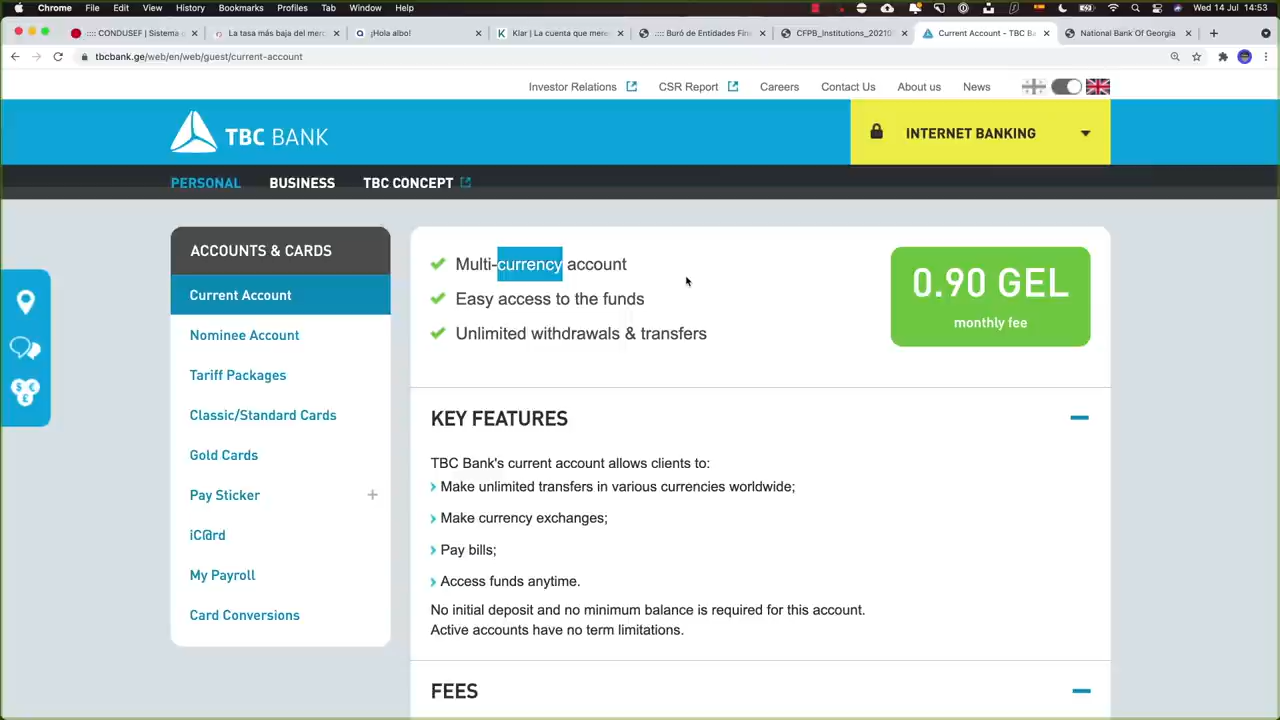 Chrome File Edit View History Bookmarks Profiles Tab Window Help
Wed 14 Jul 14:53
:::: CONDUSEF | Sistema
La tasa más baja del mer
¡Hola albo!
Klar | La cuenta que mere
:::: Buró de Entidades Fin
CFPB_Institutions_20210
Current Account - TBC Ba
National Bank Of Georgia
tbcbank.ge/web/en/web/guest/current-account
Investor Relations CSR Report Careers Contact Us About us News
TBC BANK
INTERNET BANKING
PERSONAL BUSINESS TBC CONCEPT
ACCOUNTS & CARDS
Current Account
Nominee Account
Tariff Packages
Classic/Standard Cards
Gold Cards
Pay Sticker +
iC@rd
My Payroll
Card Conversions
Multi-currency account
Easy access to the funds
Unlimited withdrawals & transfers
0.90 GEL
monthly fee
KEY FEATURES
TBC Bank's current account allows clients to:
Make unlimited transfers in various currencies worldwide;
Make currency exchanges;
Pay bills;
Access funds anytime.
No initial deposit and no minimum balance is required for this account.
Active accounts have no term limitations.
FEES